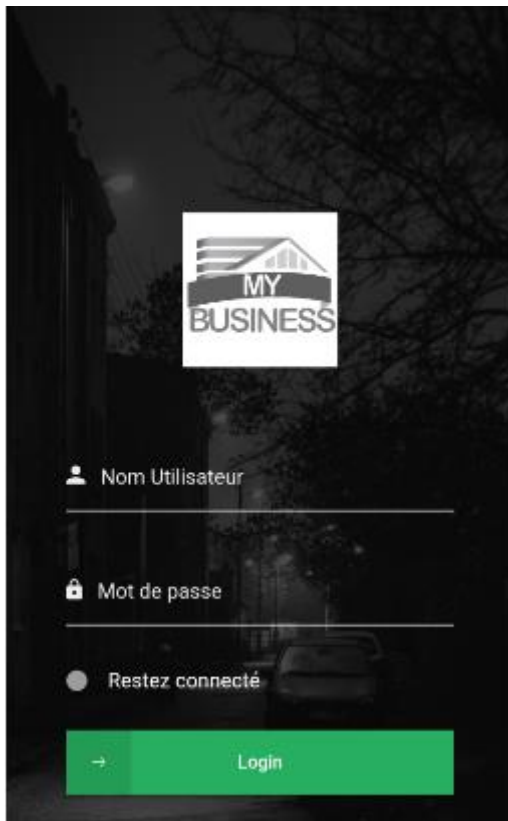 MY
BUSINESS
Nom Utilisateur
Mot de passe
Restez connecté
Login